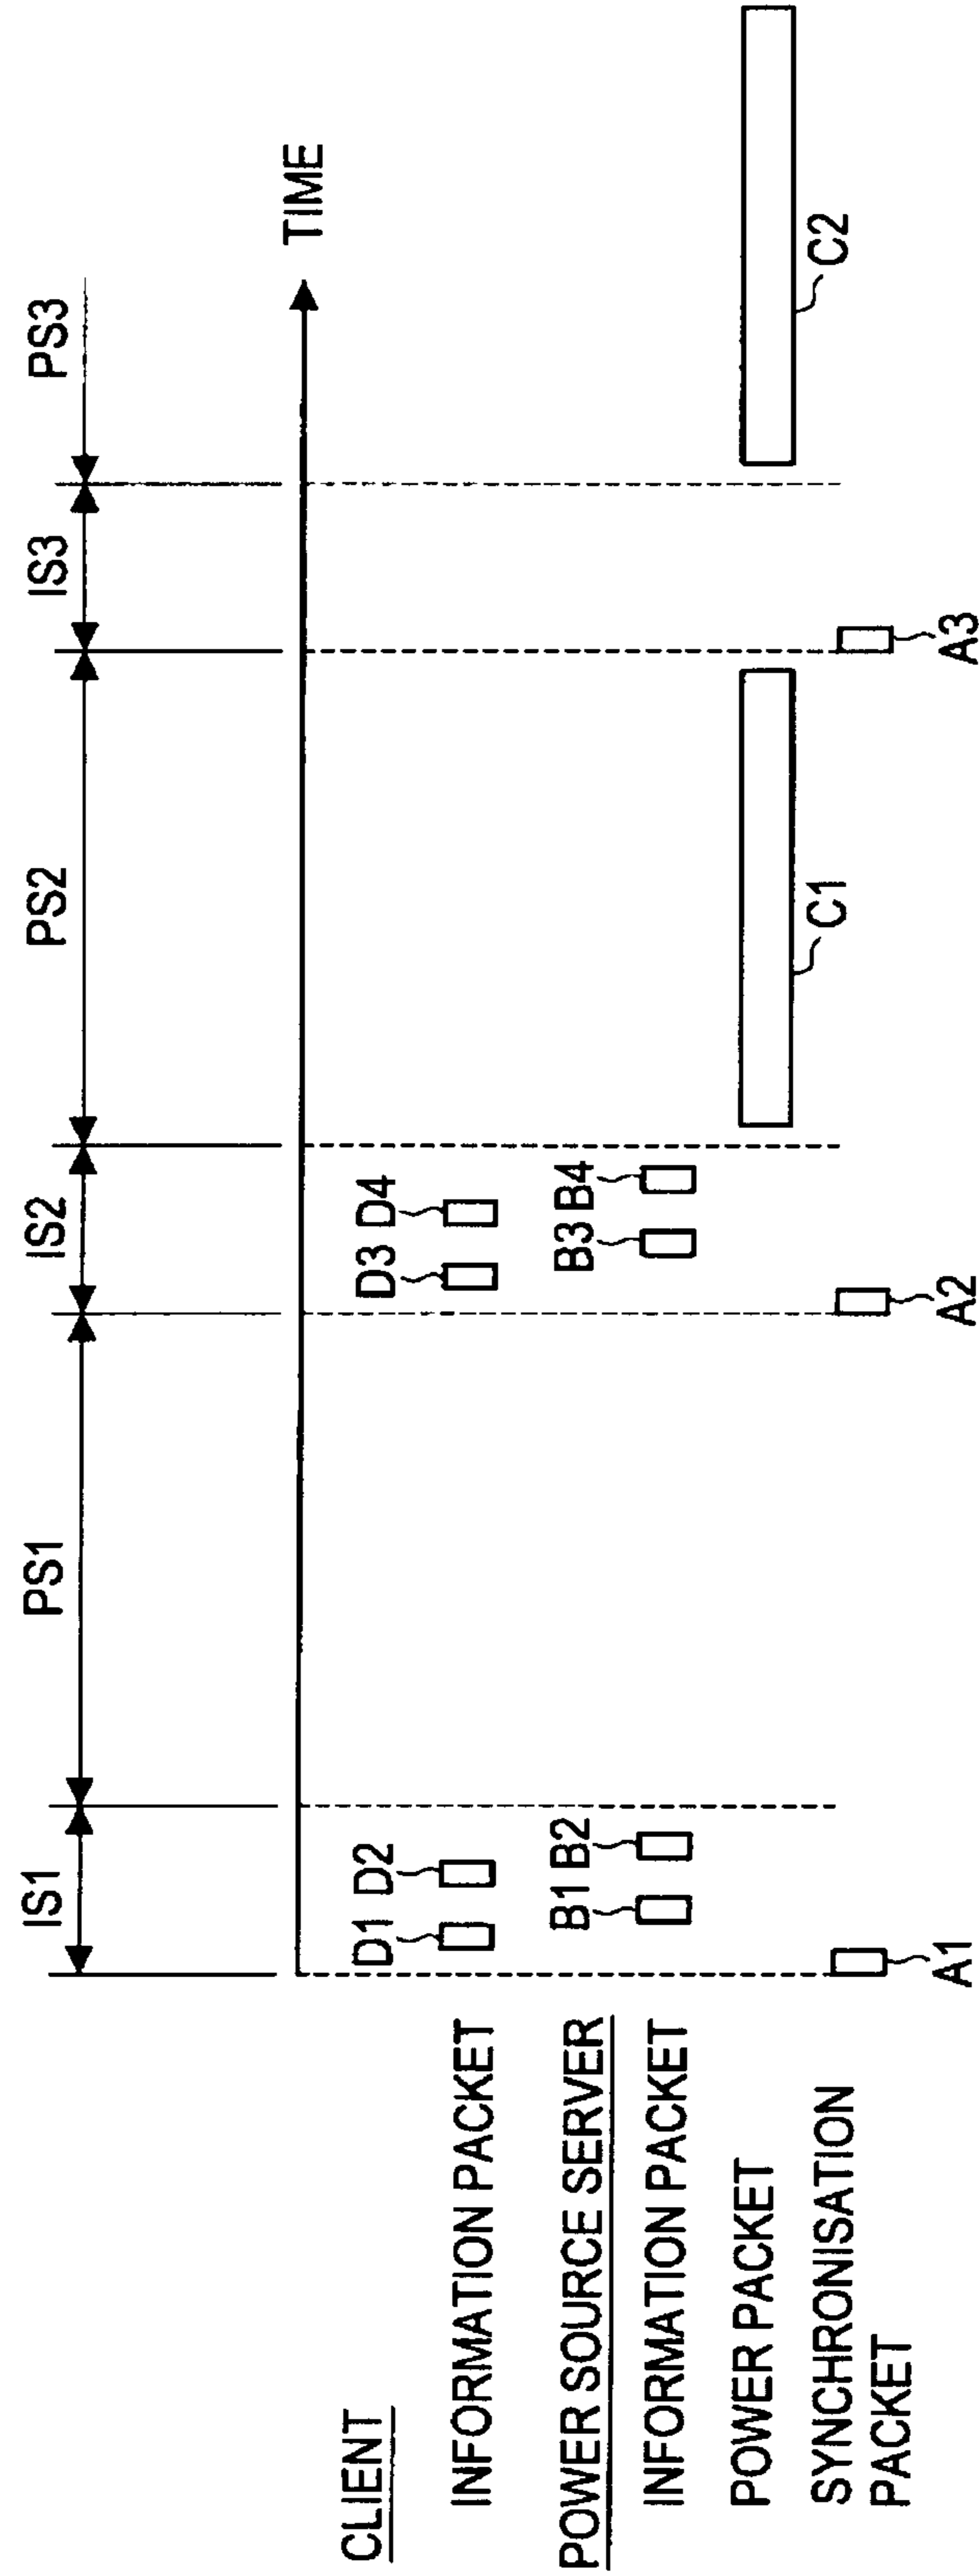 IS1
PS1
IS2
PS2
IS3
PS3
TIME
CLIENT
INFORMATION PACKET
D1
D2
D3
D4
POWER SOURCE SERVER
INFORMATION PACKET
B1
B2
B3
B4
POWER PACKET
C1
C2
SYNCHRONISATION
PACKET
A1
A2
A3